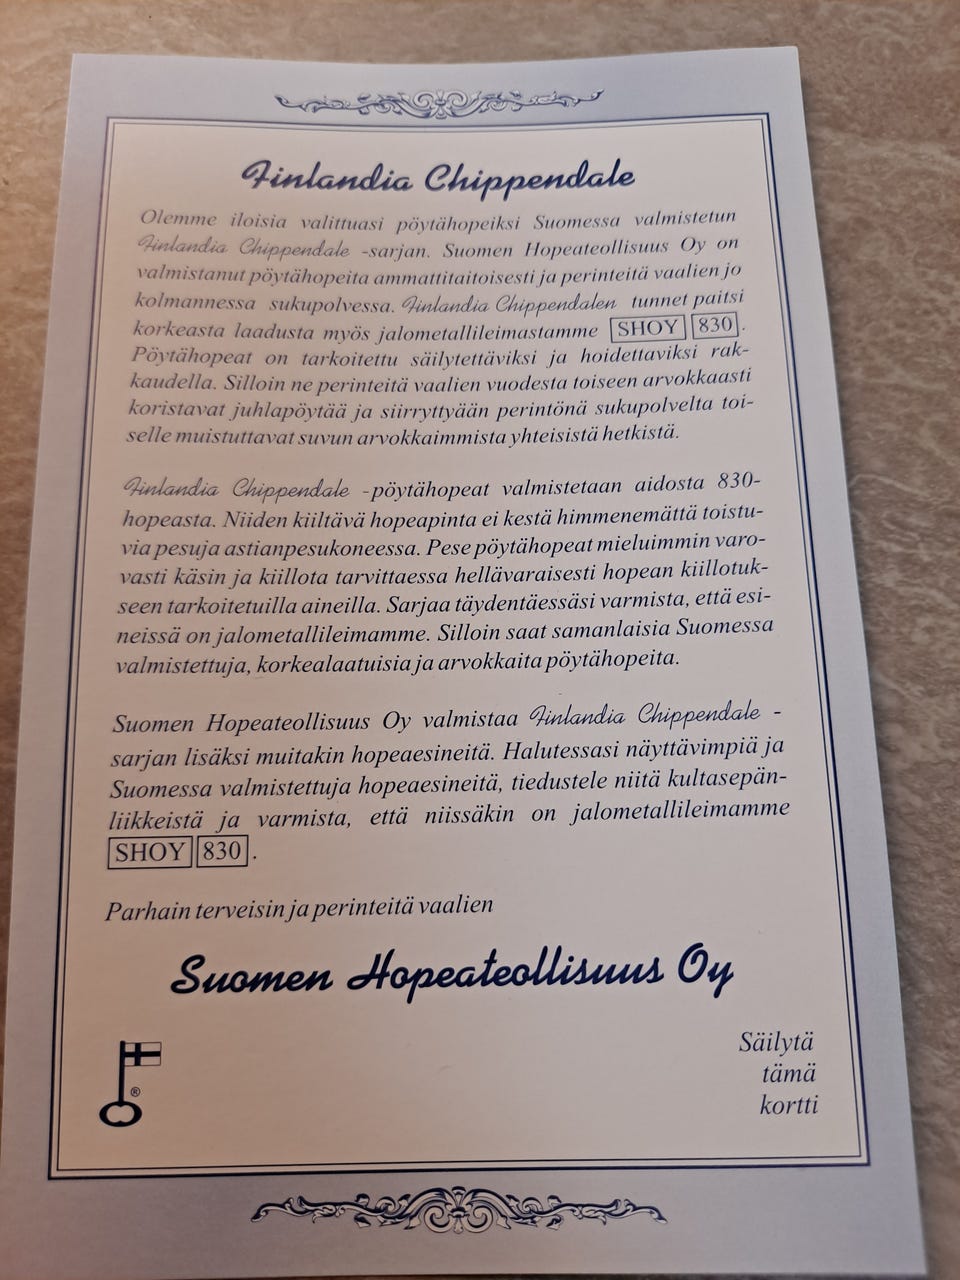 Finlandia Chippendale
Olemme iloisia valittuasi pöytähopeiksi Suomessa valmistetun
Finlandia Chippendale -sarjan. Suomen Hopeateollisuus Oy on
valmistanut pöytähopeita ammattitaitoisesti ja perinteitä vaalien jo
kolmannessa sukupolvessa. Finlandia Chippendalen tunnet paitsi
korkeasta laadusta myös jalometallileimastamme SHOY 830.
Pöytähopeat on tarkoitettu säilytettäviksi ja hoidettaviksi rak-
kaudella. Silloin ne perinteitä vaalien vuodesta toiseen arvokkaasti
koristavat juhlapöytää ja siirryttyään perintönä sukupolvelta toi-
selle muistuttavat suvun arvokkaimmista yhteisistä hetkistä.
Finlandia Chippendale -pöytähopeat valmistetaan aidosta 830-
hopeasta. Niiden kiiltävä hopeapinta ei kestä himmenemättä toistu-
via pesuja astianpesukoneessa. Pese pöytähopeat mieluimmin varo-
vasti käsin ja kiillota tarvittaessa hellävaraisesti hopean kiillotuk-
seen tarkoitetuilla aineilla. Sarjaa täydentäessäsi varmista, että esi-
neissä on jalometallileimamme. Silloin saat samanlaisia Suomessa
valmistettuja, korkealaatuisia ja arvokkaita pöytähopeita.
Suomen Hopeateollisuus Oy valmistaa Finlandia Chippendale -
sarjan lisäksi muitakin hopeaesineitä. Halutessasi näyttävimpiä ja
Suomessa valmistettuja hopeaesineitä, tiedustele niitä kultasepän-
liikkeistä ja varmista, että niissäkin on jalometallileimamme
SHOY 830.
Parhain terveisin ja perinteitä vaalien
Suomen Hopeateollisuus Oy
®
Säilytä
tämä
kortti